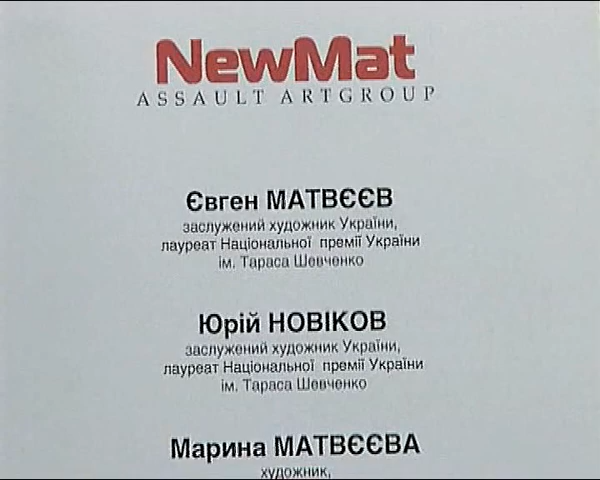 NewMat
ASSAULT ARTGROUP
Євген МАТВЄЄВ
заслужений художник України,
лауреат Національної премії України
ім. Тараса Шевченко
Юрій НОВІКОВ
заслужений художник України,
лауреат Національної премії України
ім. Тараса Шевченко
Марина МАТВЄЄВА
художник,